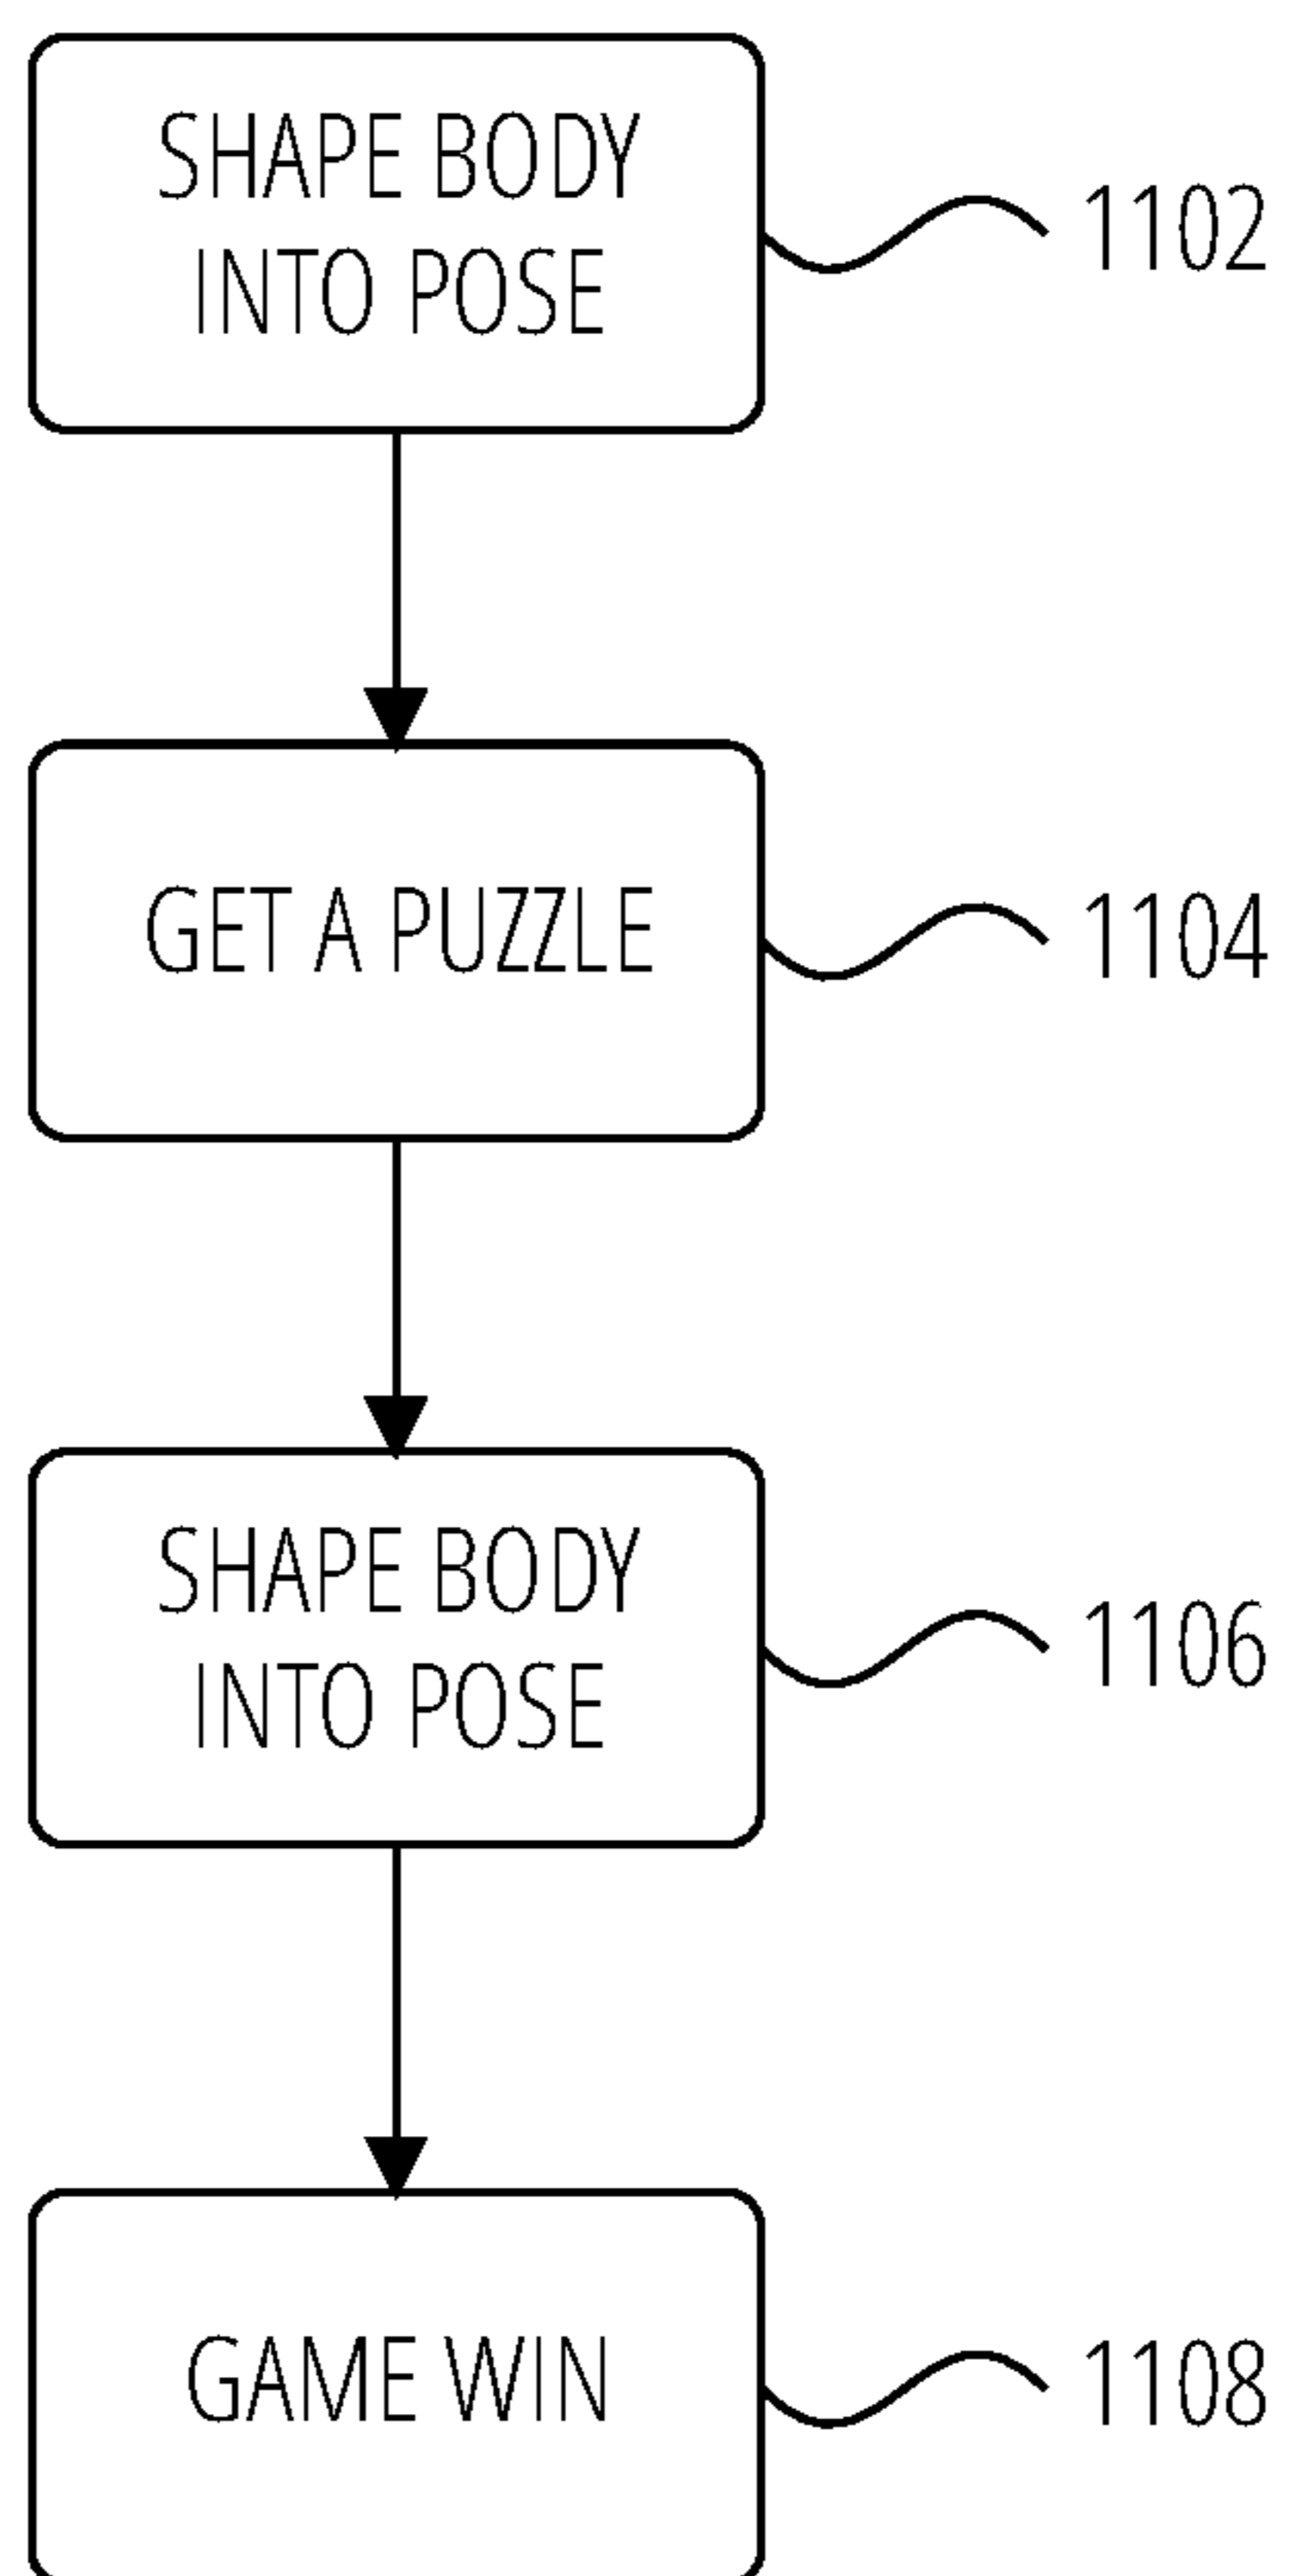 SHAPE BODY
INTO POSE
1102
GET A PUZZLE
1104
SHAPE BODY
INTO POSE
1106
GAME WIN
1108